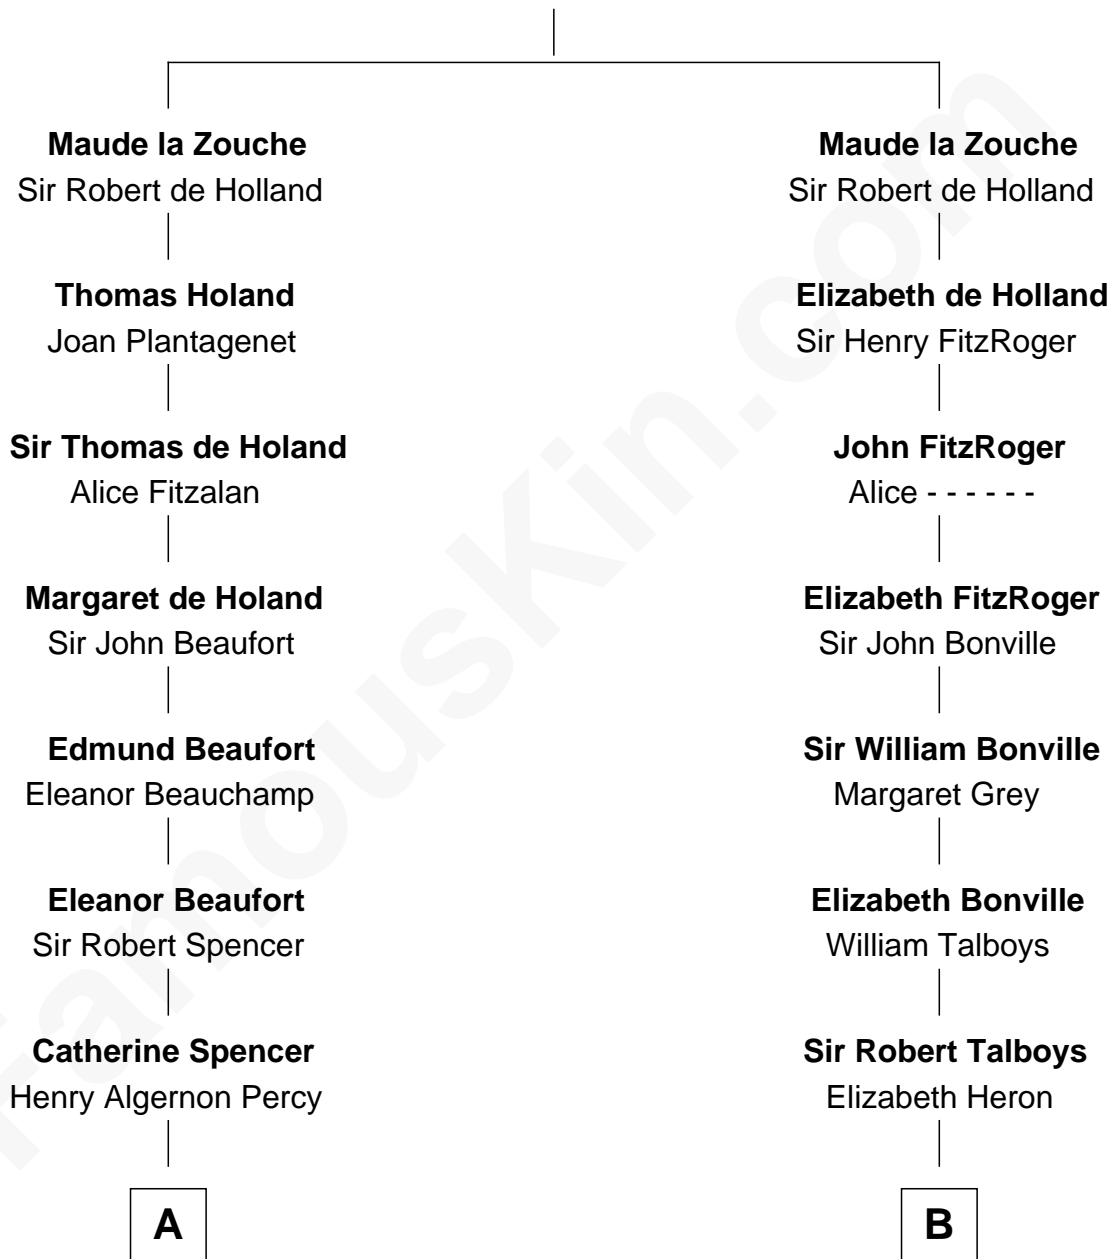 Maude la Zouche
Sir Robert de Holland
Thomas Holand
Joan Plantagenet
Sir Thomas de Holand
Alice Fitzalan
Margaret de Holand
Sir John Beaufort
Edmund Beaufort
Eleanor Beauchamp
Eleanor Beaufort
Sir Robert Spencer
Catherine Spencer
Henry Algernon Percy
A
Maude la Zouche
Sir Robert de Holland
Elizabeth de Holland
Sir Henry FitzRoger
John FitzRoger
Alice - - - - - -
Elizabeth FitzRoger
Sir John Bonville
Sir William Bonville
Margaret Grey
Elizabeth Bonville
William Talboys
Sir Robert Talboys
Elizabeth Heron
B
FamousKin.com